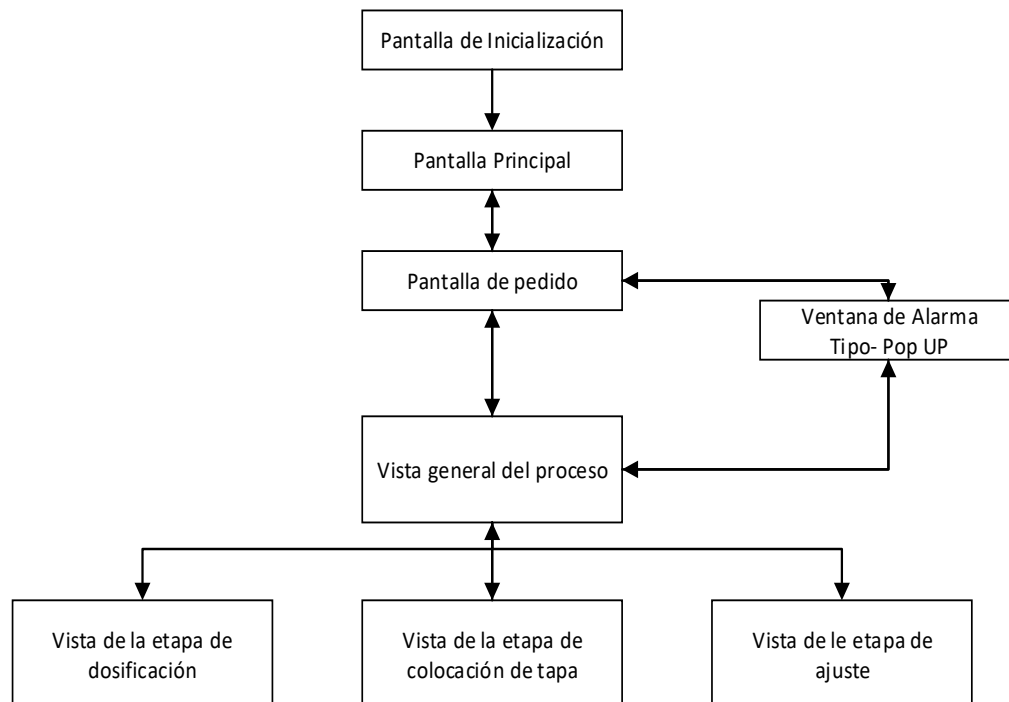 Pantalla de Inicialización
Pantalla Principal
Pantalla de pedido
Ventana de Alarma
Tipo- Pop UP
Vista general del proceso
Vista de la etapa de
dosificación
Vista de la etapa de
colocación de tapa
Vista de le etapa de
ajuste